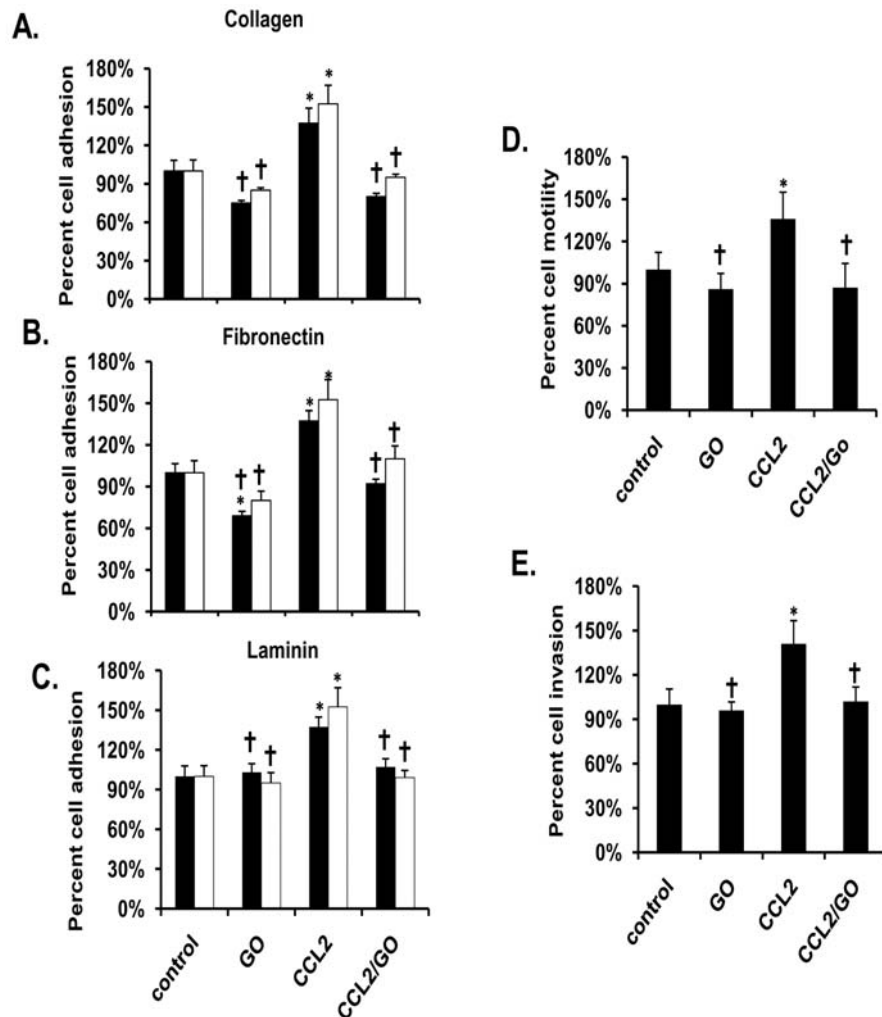 A.
Collagen
Percent cell adhesion
180%
150%
120%
90%
60%
30%
0%
* *
† †
† †
B.
Fibronectin
Percent cell adhesion
180%
150%
120%
90%
60%
30%
0%
* *
† †
*
† †
C.
Laminin
Percent cell adhesion
180%
150%
120%
90%
60%
30%
0%
* *
† †
† †
control
GO
CCL2
CCL2/GO
D.
Percent cell motility
180%
150%
120%
90%
60%
30%
0%
†
*
†
control
GO
CCL2
CCL2/Go
E.
Percent cell invasion
180%
150%
120%
90%
60%
30%
0%
†
*
†
control
GO
CCL2
CCL2/GO